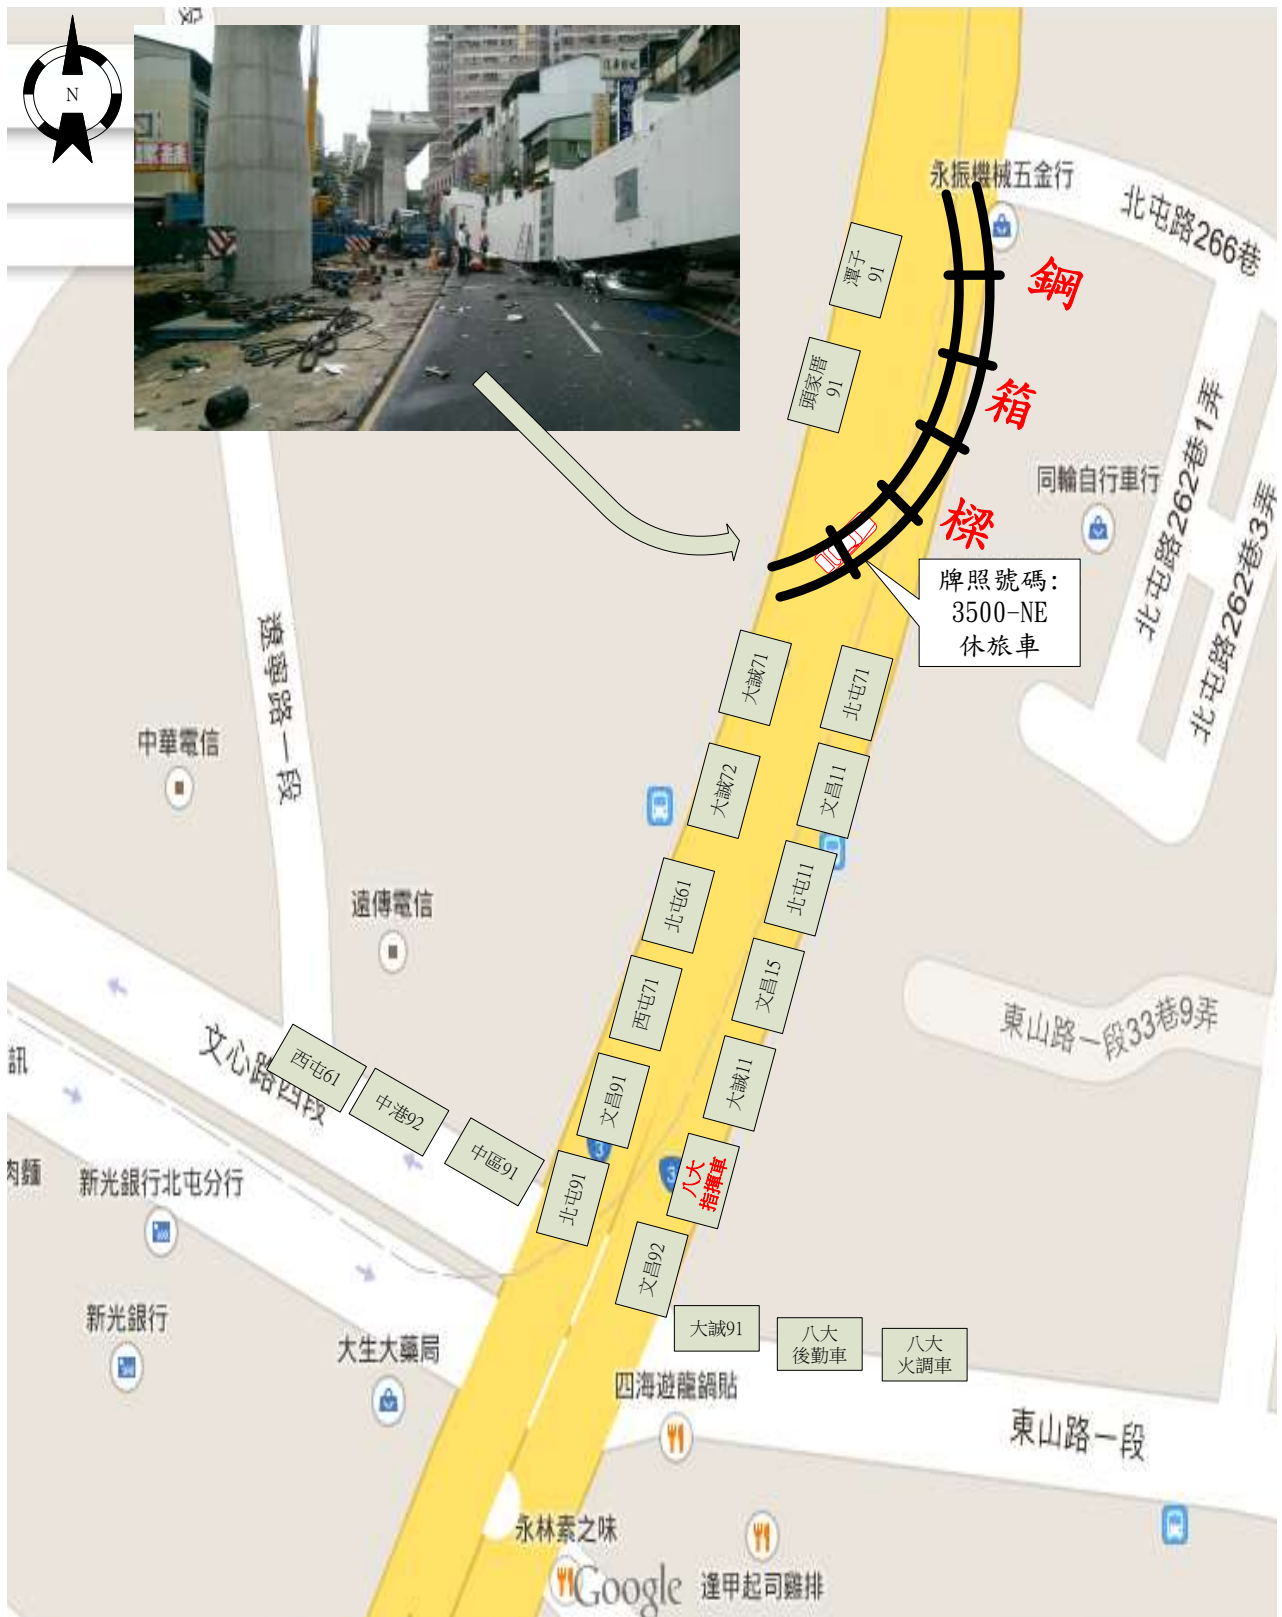 段
N
永振機械五金行
北屯路266巷
潭子
91
鋼
頭家厝
91
箱
北屯路262巷1弄
同輪自行車行
樑
北屯路262巷3弄
牌照號碼:
3500-NE
休旅車
遼寧路一段
大誠71
北屯71
中華電信
大誠72
文昌11
北屯61
北屯11
遠傳電信
西屯71
文昌15
東山路一段33巷9弄
文心路四段
訊
西屯61
中港92
中區91
文昌91
大誠11
肉麵
新光銀行北屯分行
北屯91
八大
指揮車
文昌92
新光銀行
大生大藥局
大誠91
八大
後勤車
八大
火調車
四海遊龍鍋貼
東山路一段
3
3
永林素之味
Google
逢甲起司雞排